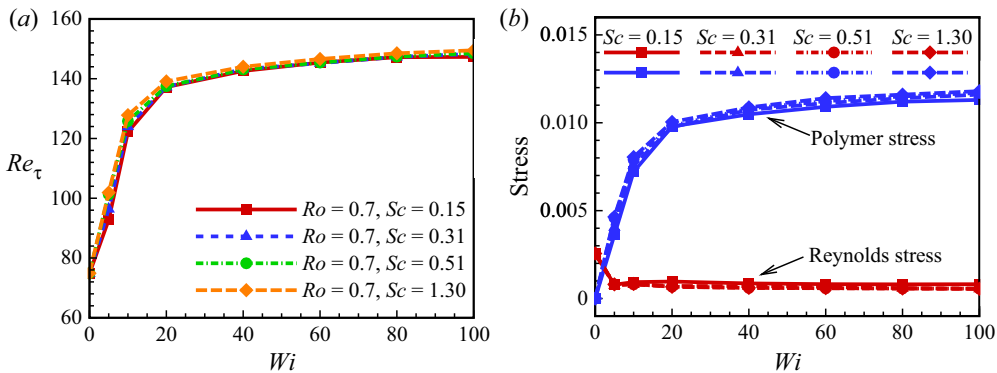 (a)
160
140
120
100
80
60
Re_τ
0 20 40 60 80 100
Wi
Ro = 0.7, Sc = 0.15
Ro = 0.7, Sc = 0.31
Ro = 0.7, Sc = 0.51
Ro = 0.7, Sc = 1.30
(b)
Sc = 0.15 Sc = 0.31 Sc = 0.51 Sc = 1.30
0.015
0.010
0.005
0
Stress
Polymer stress
Reynolds stress
0 20 40 60 80 100
Wi